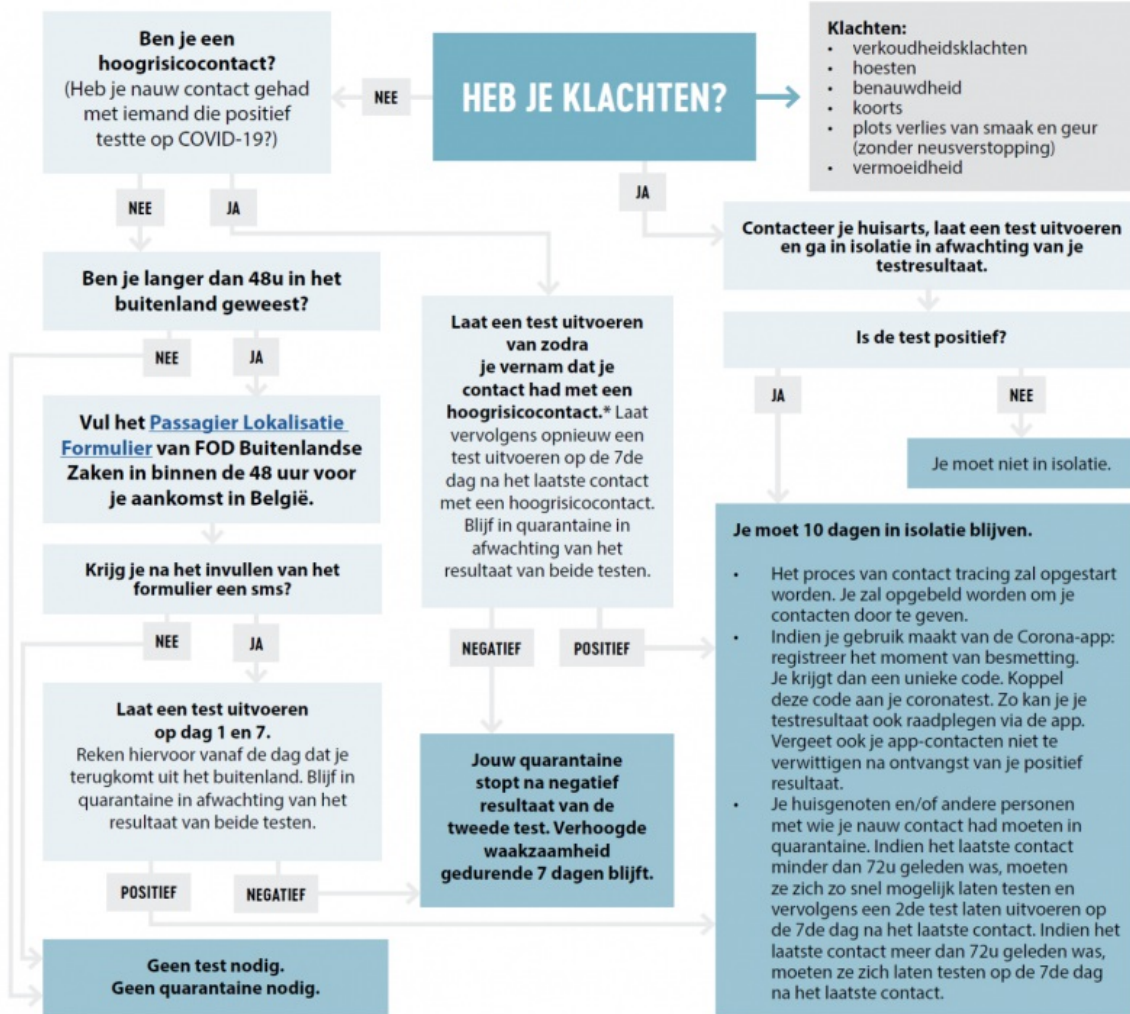 HEB JE KLACHTEN?
Klachten:
• verkoudheidsklachten
• hoesten
• benauwdheid
• koorts
• plots verlies van smaak en geur
(zonder neusverstopping)
• vermoeidheid
NEE
Ben je een
hoogrisicocontact?
(Heb je nauw contact gehad
met iemand die positief
testte op COVID-19?)
NEE
JA
Ben je langer dan 48u in het
buitenland geweest?
NEE
JA
Vul het Passagier Lokalisatie
Formulier van FOD Buitenlandse
Zaken in binnen de 48 uur voor
je aankomst in België.
Krijg je na het invullen van het
formulier een sms?
NEE
JA
Laat een test uitvoeren
op dag 1 en 7.
Reken hiervoor vanaf de dag dat je
terugkomt uit het buitenland. Blijf in
quarantaine in afwachting van het
resultaat van beide testen.
POSITIEF
NEGATIEF
Geen test nodig.
Geen quarantaine nodig.
Laat een test uitvoeren
van zodra
je vernam dat je
contact had met een
hoogrisicocontact.* Laat
vervolgens opnieuw een
test uitvoeren op de 7de
dag na het laatste contact
met een hoogrisicocontact.
Blijf in quarantaine in
afwachting van het
resultaat van beide testen.
NEGATIEF
POSITIEF
Jouw quarantaine
stopt na negatief
resultaat van de
tweede test. Verhoogde
waakzaamheid
gedurende 7 dagen blijft.
JA
Contacteer je huisarts, laat een test uitvoeren
en ga in isolatie in afwachting van je
testresultaat.
Is de test positief?
JA
NEE
Je moet niet in isolatie.
Je moet 10 dagen in isolatie blijven.
• Het proces van contact tracing zal opgestart
worden. Je zal opgebeld worden om je
contacten door te geven.
• Indien je gebruik maakt van de Corona-app:
registreer het moment van besmetting.
Je krijgt dan een unieke code. Koppel
deze code aan je coronatest. Zo kan je je
testresultaat ook raadplegen via de app.
Vergeet ook je app-contacten niet te
verwittigen na ontvangst van je positief
resultaat.
• Je huisgenoten en/of andere personen
met wie je nauw contact had moeten in
quarantaine. Indien het laatste contact
minder dan 72u geleden was, moeten
ze zich zo snel mogelijk laten testen en
vervolgens een 2de test laten uitvoeren op
de 7de dag na het laatste contact. Indien het
laatste contact meer dan 72u geleden was,
moeten ze zich laten testen op de 7de dag
na het laatste contact.